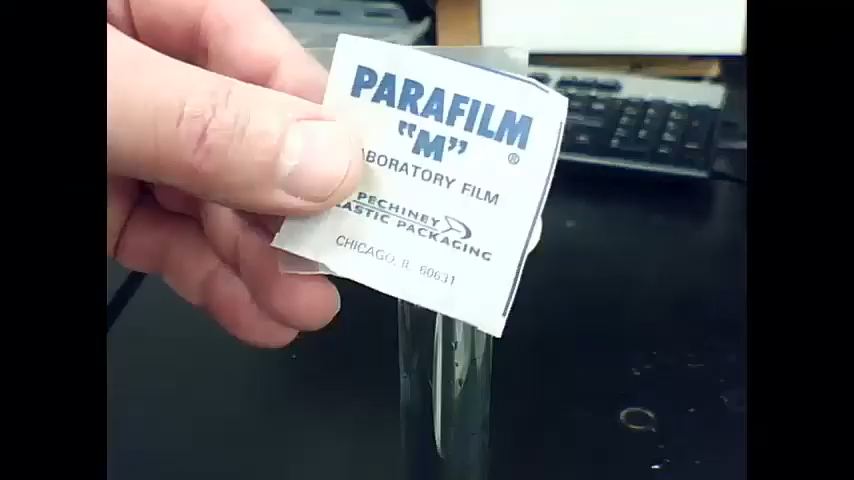 PARAFILM
"M"®
ABORATORY FILM
PECHINEY
ASTIC PACKAGING
CHICAGO, IL 60631